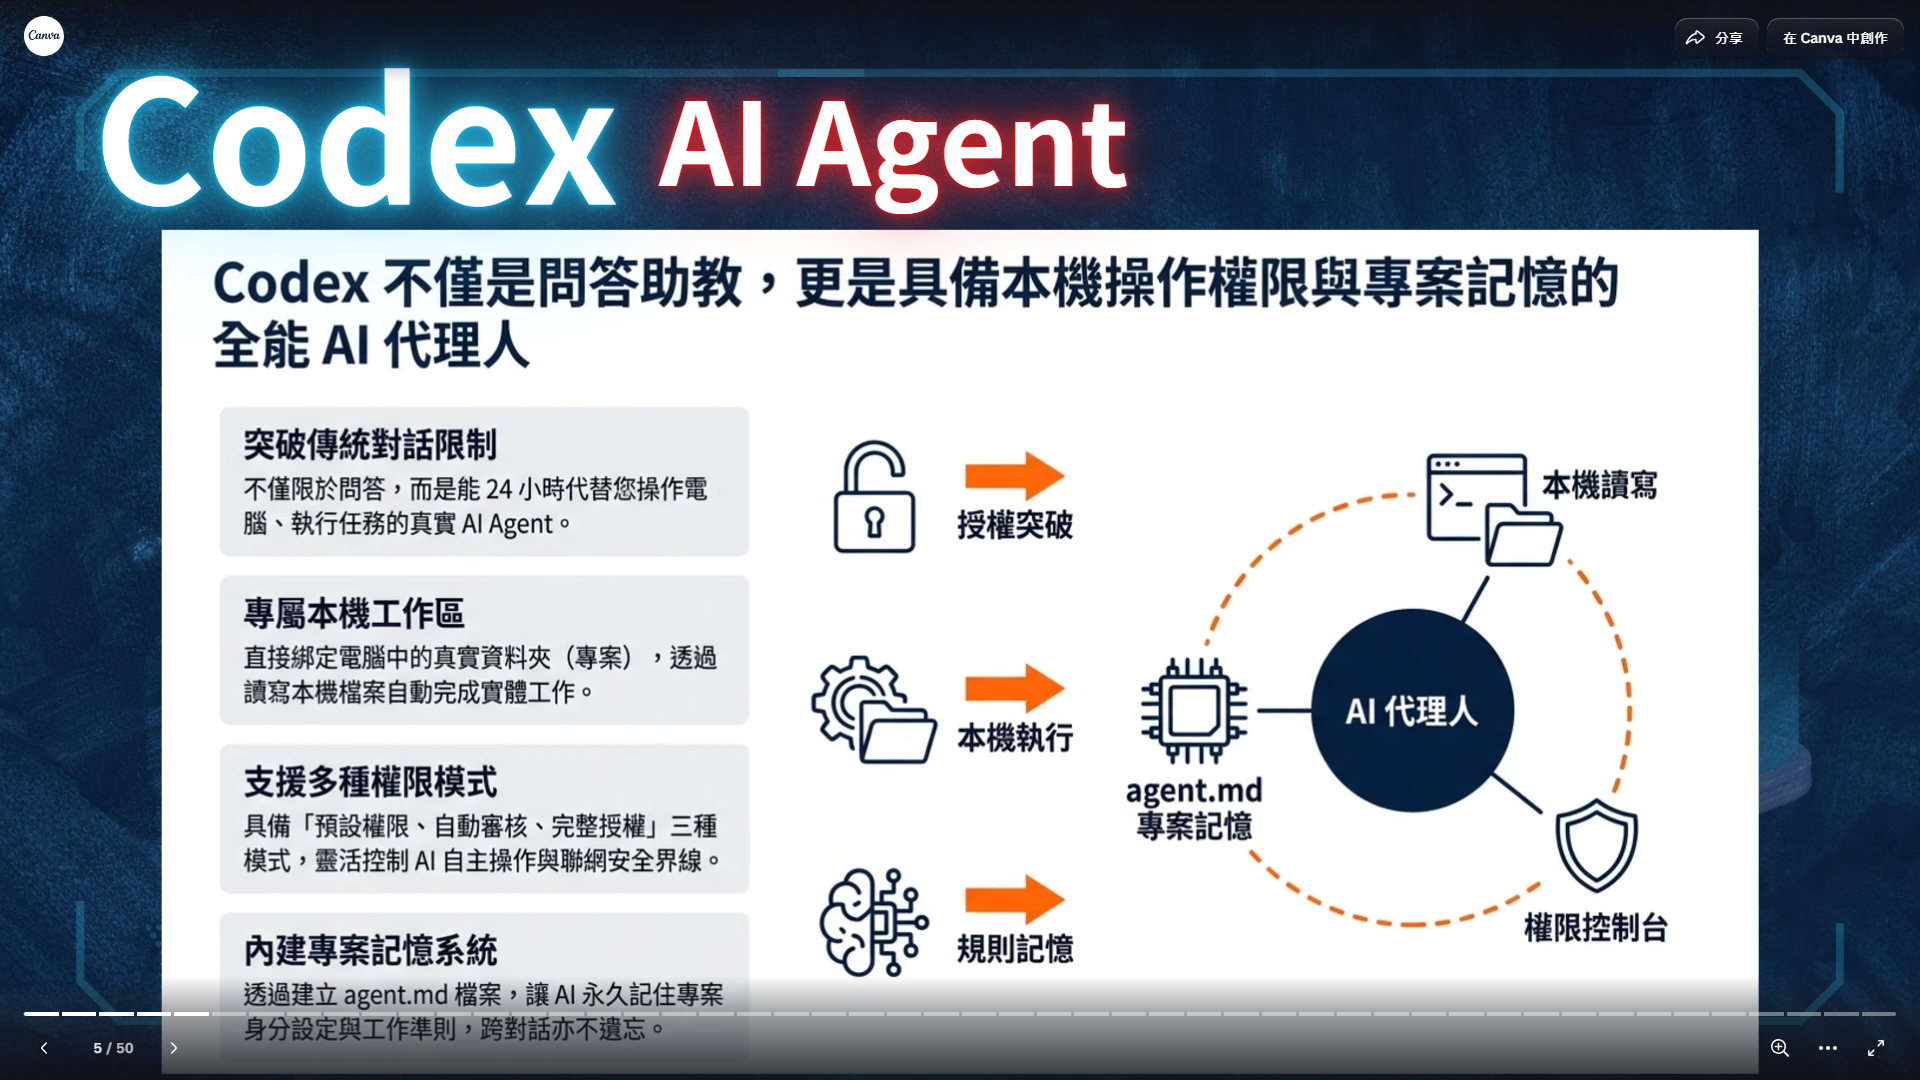 Canva
分享
在 Canva 中創作
Codex AI Agent
Codex 不僅是問答助教，更是具備本機操作權限與專案記憶的
全能 AI 代理人
突破傳統對話限制
不僅限於問答，而是能 24 小時代替您操作電
腦、執行任務的真實 AI Agent。
專屬本機工作區
直接綁定電腦中的真實資料夾（專案），透過
讀寫本機檔案自動完成實體工作。
支援多種權限模式
具備「預設權限、自動審核、完整授權」三種
模式，靈活控制 AI 自主操作與聯網安全界線。
內建專案記憶系統
透過建立 agent.md 檔案，讓 AI 永久記住專案
身分設定與工作準則，跨對話亦不遺忘。
授權突破
本機執行
規則記憶
本機讀寫
AI 代理人
agent.md
專案記憶
權限控制台
5 / 50